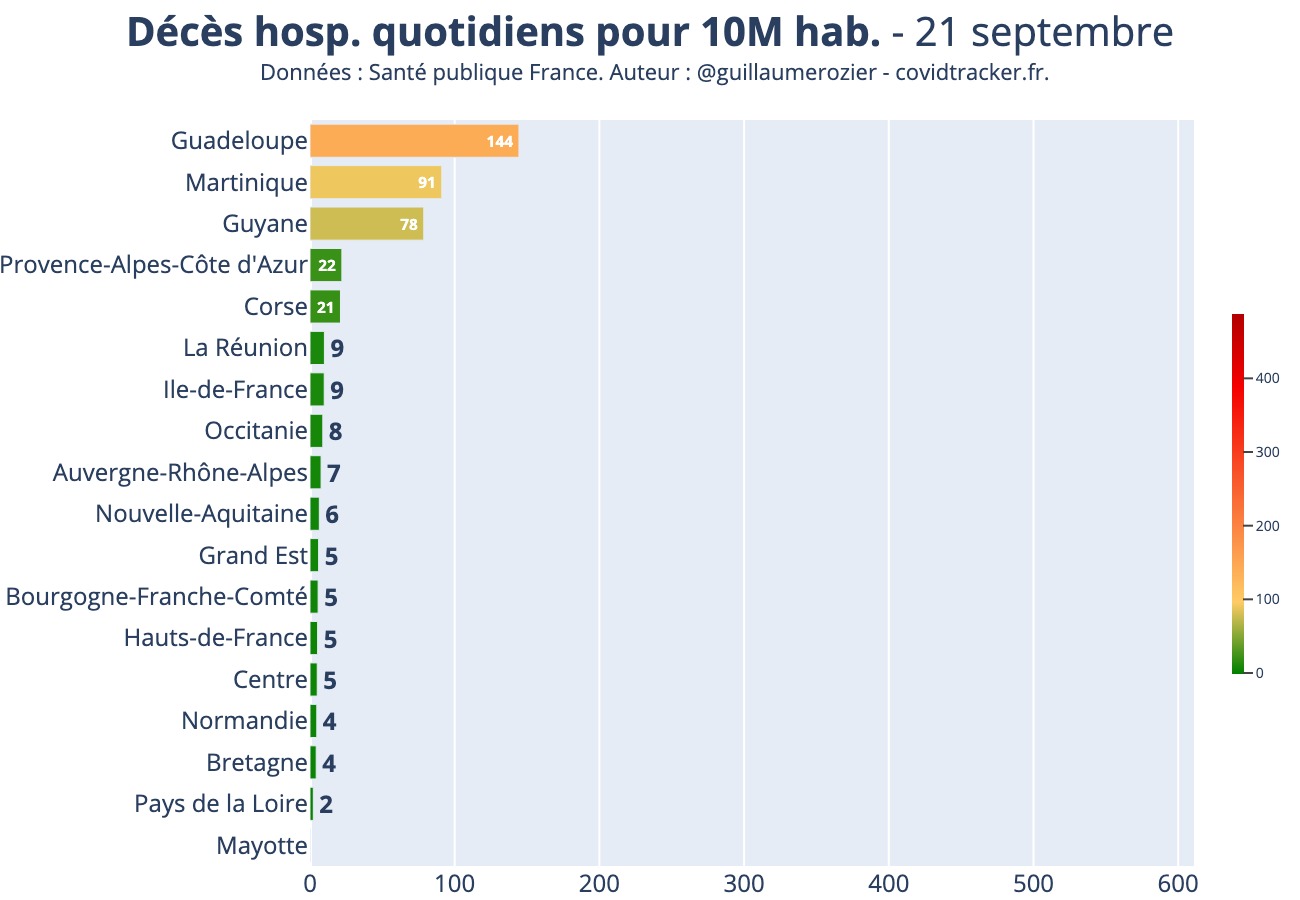 Décès hosp. quotidiens pour 10M hab. - 21 septembre
Données : Santé publique France. Auteur : @guillaumerozier - covidtracker.fr.
Guadeloupe 144
Martinique 91
Guyane 78
Provence-Alpes-Côte d'Azur 22
Corse 21
La Réunion 9
Ile-de-France 9
Occitanie 8
Auvergne-Rhône-Alpes 7
Nouvelle-Aquitaine 6
Grand Est 5
Bourgogne-Franche-Comté 5
Hauts-de-France 5
Centre 5
Normandie 4
Bretagne 4
Pays de la Loire 2
Mayotte
0 100 200 300 400 500 600
400
300
200
100
0